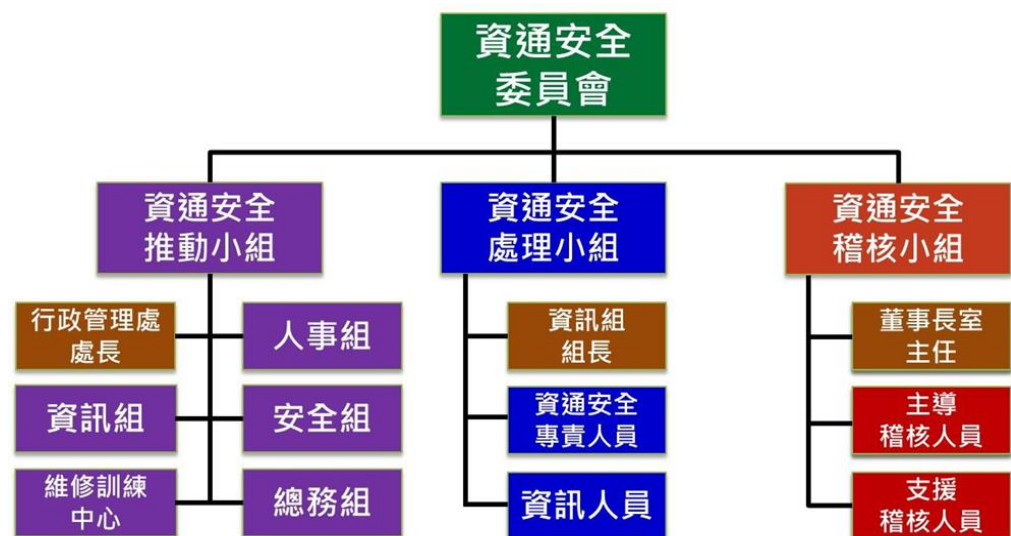 資通安全
委員會
資通安全
推動小組
資通安全
處理小組
資通安全
稽核小組
行政管理處
處長
人事組
資訊組
組長
董事長室
主任
資訊組
安全組
資通安全
專責人員
主導
稽核人員
維修訓練
中心
總務組
資訊人員
支援
稽核人員